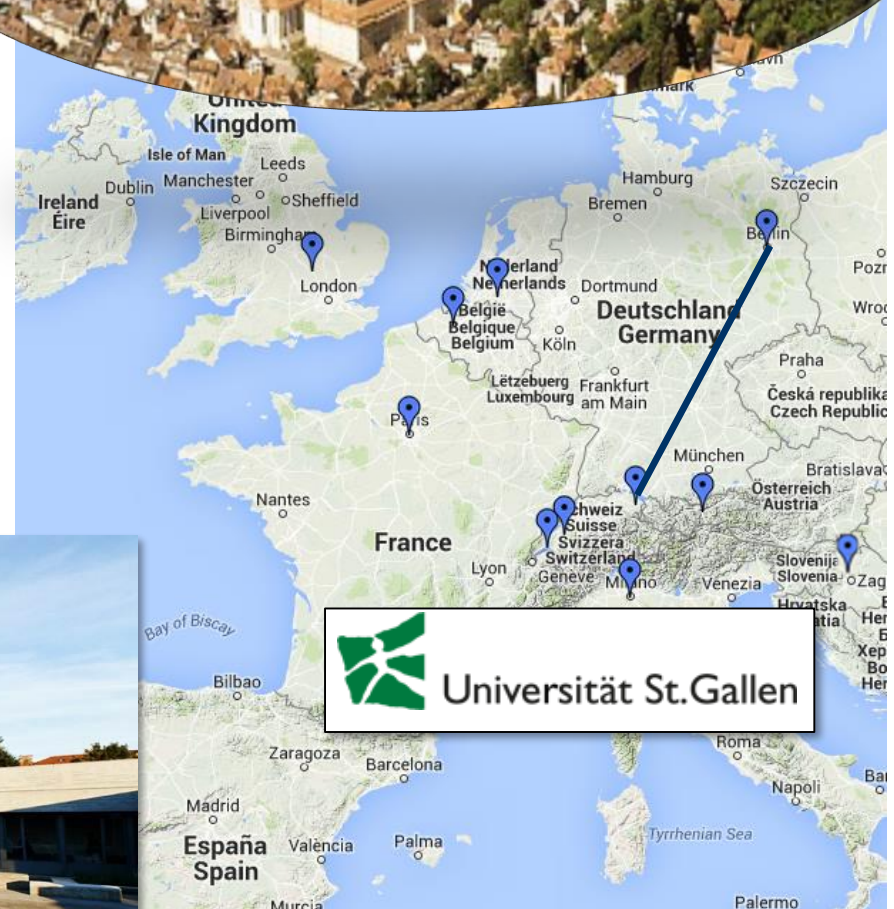 United
Kingdom
Isle of Man
Leeds
Ireland
Éire
Dublin
Manchester
Sheffield
Liverpool
Birmingham
London
Hamburg
Szczecin
Bremen
Berlin
Nederland
Netherlands
Dortmund
Deutschland
Germany
België
Belgique
Belgium
Köln
Lëtzebuerg
Luxembourg
Frankfurt
am Main
Praha
Česká republika
Czech Republic
Paris
München
Bratislava
Österreich
Austria
Nantes
Schweiz
Suisse
Svizzera
Switzerland
France
Lyon
Genève
Milano
Venezia
Slovenija
Slovenia
Zag
Hrvatska
Bay of Biscay
Universität St.Gallen
Bilbao
Zaragoza
Barcelona
Roma
Napoli
Madrid
España
Spain
València
Palma
Tyrrhenian Sea
Murcia
Palermo